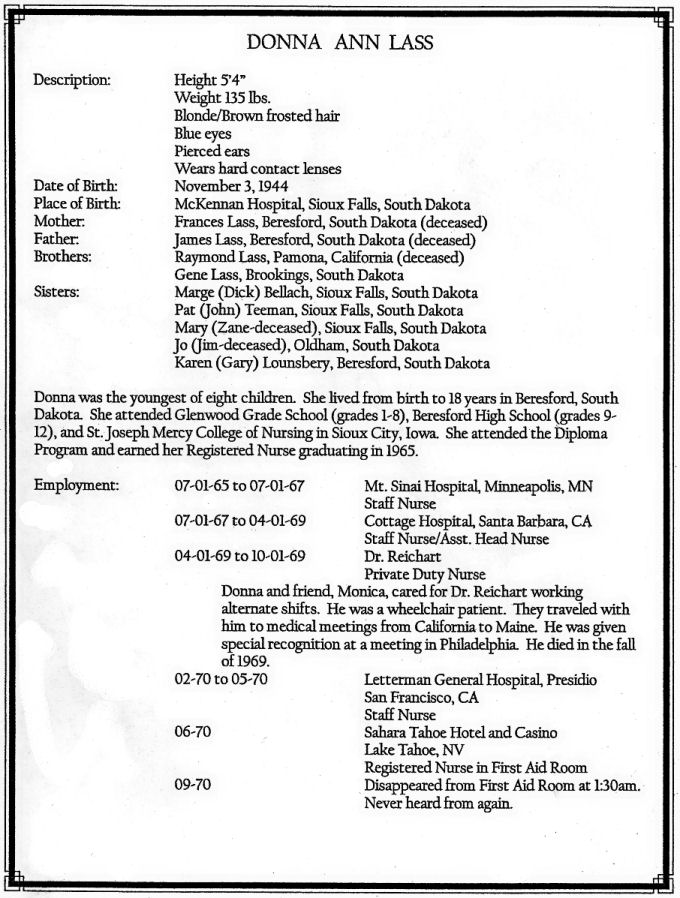 DONNA ANN LASS
Description: Height 5'4"
Weight 135 lbs.
Blonde/Brown frosted hair
Blue eyes
Pierced ears
Wears hard contact lenses
Date of Birth: November 3, 1944
Place of Birth: McKennan Hospital, Sioux Falls, South Dakota
Mother: Frances Lass, Beresford, South Dakota (deceased)
Father: James Lass, Beresford, South Dakota (deceased)
Brothers: Raymond Lass, Pamona, California (deceased)
Gene Lass, Brookings, South Dakota
Sisters: Marge (Dick) Bellach, Sioux Falls, South Dakota
Pat (John) Teeman, Sioux Falls, South Dakota
Mary (Zane-deceased), Sioux Falls, South Dakota
Jo (Jim-deceased), Oldham, South Dakota
Karen (Gary) Lounsbery, Beresford, South Dakota
Donna was the youngest of eight children. She lived from birth to 18 years in Beresford, South
Dakota. She attended Glenwood Grade School (grades 1-8), Beresford High School (grades 9-
12), and St. Joseph Mercy College of Nursing in Sioux City, Iowa. She attended the Diploma
Program and earned her Registered Nurse graduating in 1965.
Employment: 07-01-65 to 07-01-67 Mt. Sinai Hospital, Minneapolis, MN
Staff Nurse
07-01-67 to 04-01-69 Cottage Hospital, Santa Barbara, CA
Staff Nurse/Asst. Head Nurse
04-01-69 to 10-01-69 Dr. Reichart
Private Duty Nurse
Donna and friend, Monica, cared for Dr. Reichart working
alternate shifts. He was a wheelchair patient. They traveled with
him to medical meetings from California to Maine. He was given
special recognition at a meeting in Philadelphia. He died in the fall
of 1969.
02-70 to 05-70 Letterman General Hospital, Presidio
San Francisco, CA
Staff Nurse
06-70 Sahara Tahoe Hotel and Casino
Lake Tahoe, NV
Registered Nurse in First Aid Room
09-70 Disappeared from First Aid Room at 1:30am.
Never heard from again.